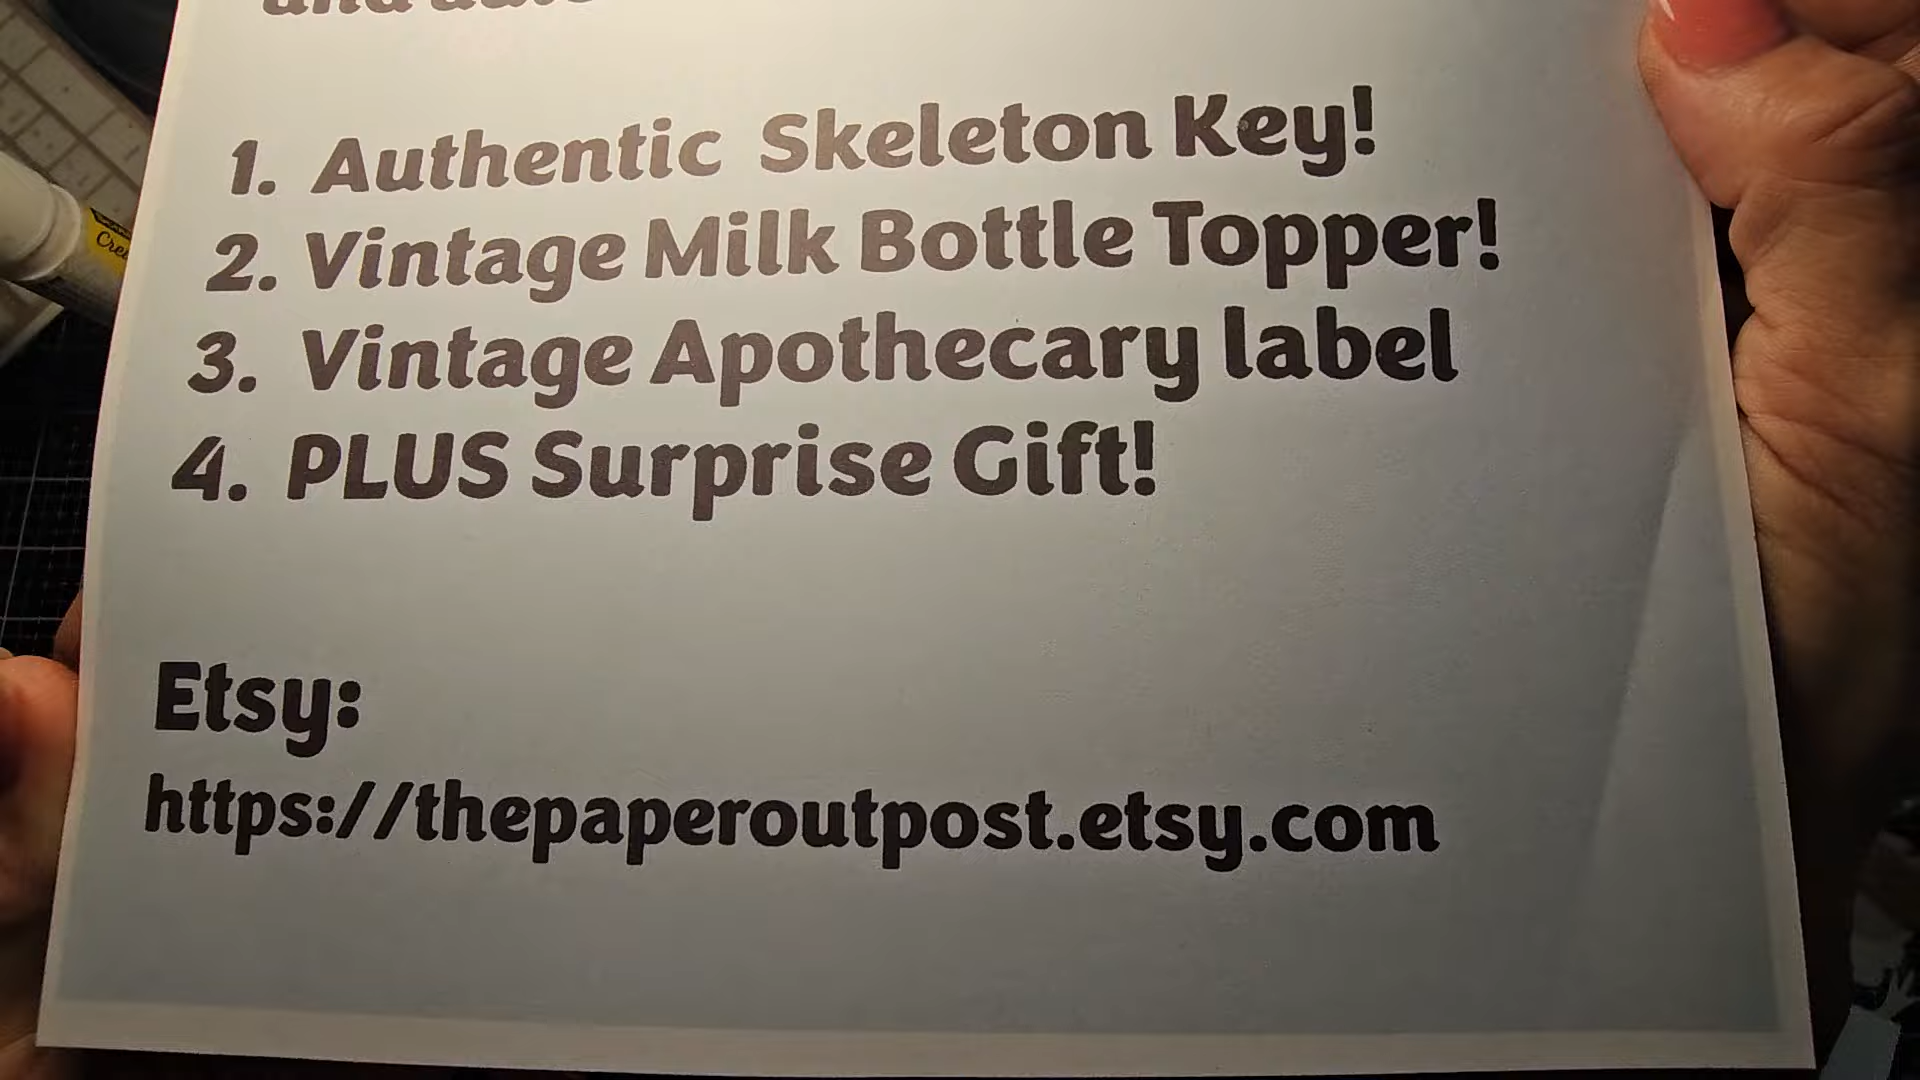 1. Authentic Skeleton Key!
2. Vintage Milk Bottle Topper!
3. Vintage Apothecary label
4. PLUS Surprise Gift!
Etsy:
https://thepaperoutpost.etsy.com